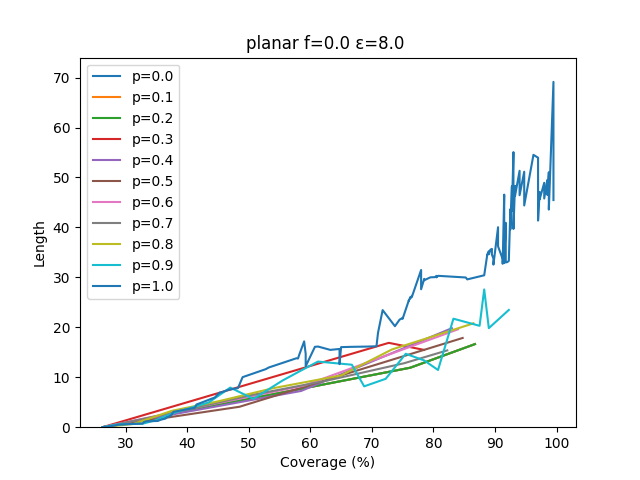 planar f=0.0 ε=8.0
p=0.0
p=0.1
p=0.2
p=0.3
p=0.4
p=0.5
p=0.6
p=0.7
p=0.8
p=0.9
p=1.0
Length
70
60
50
40
30
20
10
0
30 40 50 60 70 80 90 100
Coverage (%)